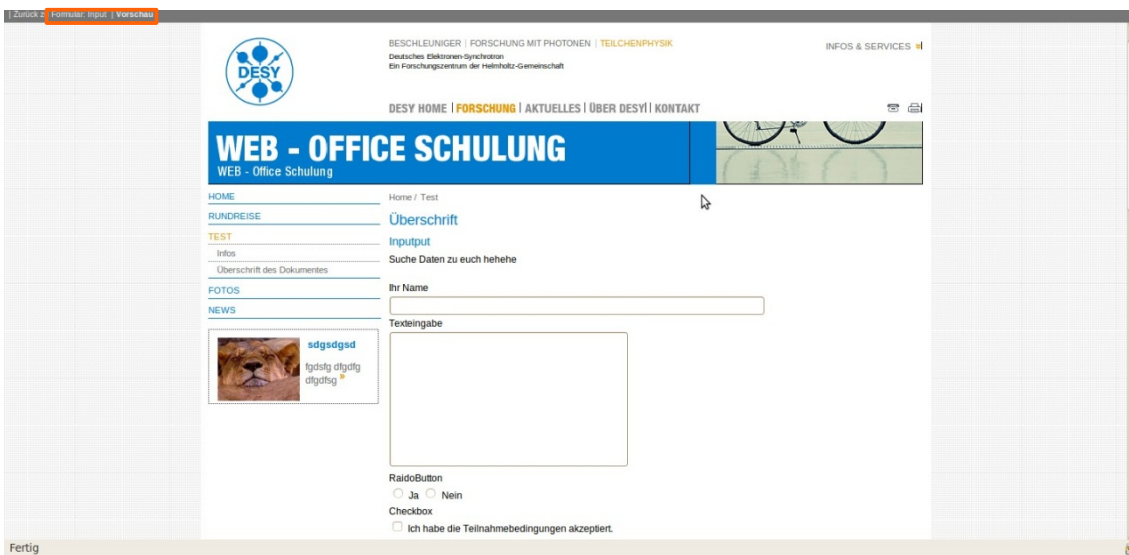 | Zurück z Formular: Input | Vorschau
BESCHLEUNIGER | FORSCHUNG MIT PHOTONEN | TEILCHENPHYSIK
INFOS & SERVICES
Deutsches Elektronen-Synchrotron
Ein Forschungszentrum der Helmholtz-Gemeinschaft
DESY
DESY HOME | FORSCHUNG | AKTUELLES | ÜBER DESY | KONTAKT
WEB - OFFICE SCHULUNG
WEB - Office Schulung
HOME
RUNDREISE
TEST
Infos
Überschrift des Dokumentes
FOTOS
NEWS
sdgsdgsd
fgdsfg dfgdfg
dfgdfsg
Home / Test
Überschrift
Inputput
Suche Daten zu euch hehehe
Ihr Name
Texteingabe
RaidoButton
Ja Nein
Checkbox
Ich habe die Teilnahmebedingungen akzeptiert.
Fertig